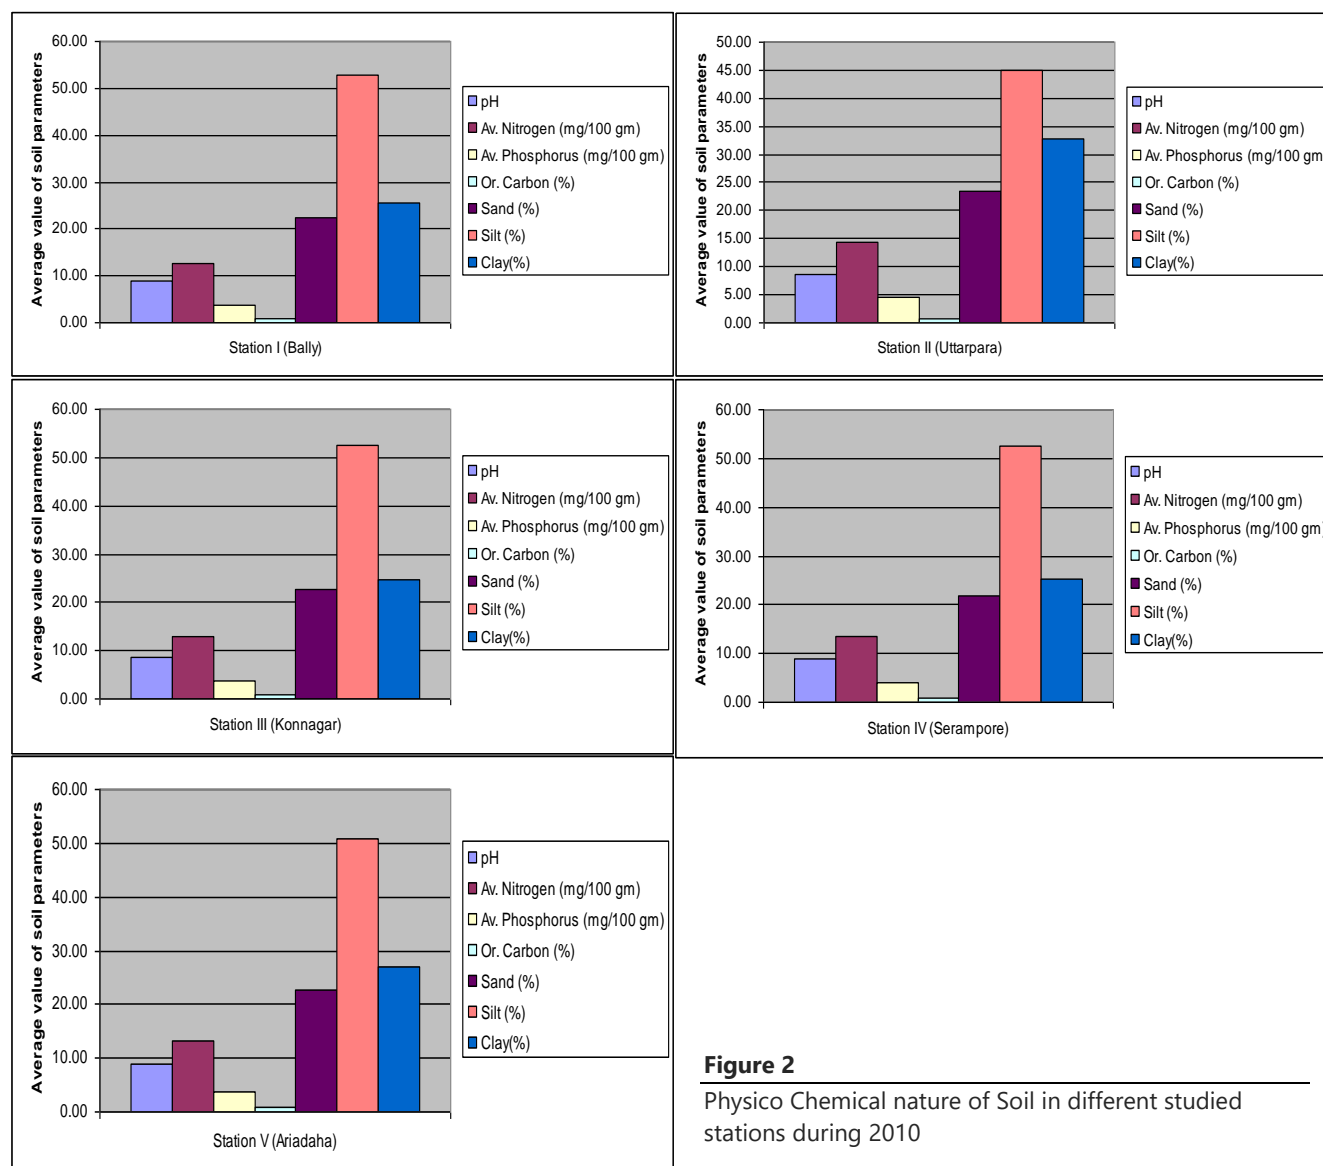 Average value of soil parameters
60.00
50.00
40.00
30.00
20.00
10.00
0.00
Station I (Bally)
pH
Av. Nitrogen (mg/100 gm)
Av. Phosphorus (mg/100 gm)
Or. Carbon (%)
Sand (%)
Silt (%)
Clay(%)
Average value of soil parameters
50.00
45.00
40.00
35.00
30.00
25.00
20.00
15.00
10.00
5.00
0.00
Station II (Uttarpara)
pH
Av. Nitrogen (mg/100 gm)
Av. Phosphorus (mg/100 gm
Or. Carbon (%)
Sand (%)
Silt (%)
Clay(%)
Average value of soil parameters
60.00
50.00
40.00
30.00
20.00
10.00
0.00
Station III (Konnagar)
pH
Av. Nitrogen (mg/100 gm)
Av. Phosphorus (mg/100 gm)
Or. Carbon (%)
Sand (%)
Silt (%)
Clay(%)
Average value of soil parameters
60.00
50.00
40.00
30.00
20.00
10.00
0.00
Station IV (Serampore)
pH
Av. Nitrogen (mg/100 gm)
Av. Phosphorus (mg/100 gm)
Or. Carbon (%)
Sand (%)
Silt (%)
Clay(%)
Average value of soil parameters
60.00
50.00
40.00
30.00
20.00
10.00
0.00
Station V (Ariadaha)
pH
Av. Nitrogen (mg/100 gm)
Av. Phosphorus (mg/100 gm)
Or. Carbon (%)
Sand (%)
Silt (%)
Clay(%)
Figure 2
Physico Chemical nature of Soil in different studied
stations during 2010